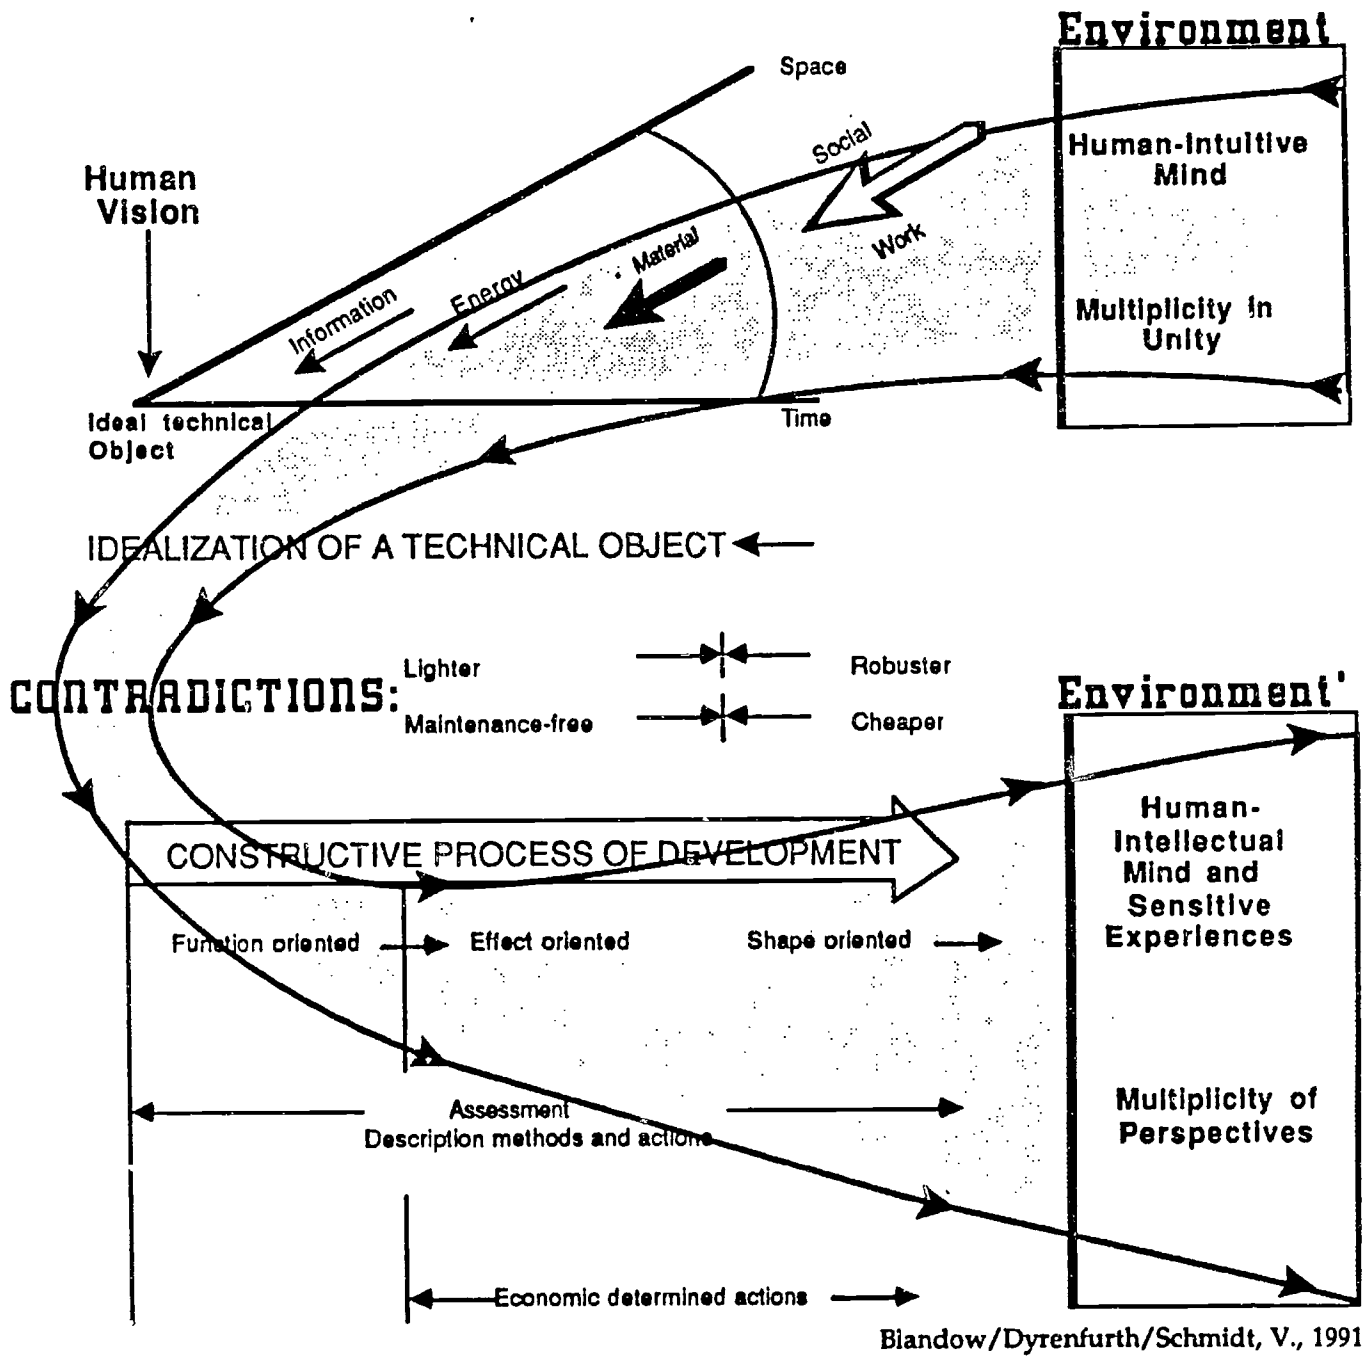 Environment
Space
Human-Intuitive
Mind
Social
Human
Vision
Work
Material
Energy
Information
Multiplicity in
Unity
Ideal technical
Object
Time
IDEALIZATION OF A TECHNICAL OBJECT
CONTRADICTIONS:
Lighter
Robuster
Maintenance-free
Cheaper
Environment'
Human-
Intellectual
Mind and
Sensitive
Experiences
CONSTRUCTIVE PROCESS OF DEVELOPMENT
Function oriented
Effect oriented
Shape oriented
Assessment
Description methods and actions
Multiplicity of
Perspectives
Economic determined actions
Blandow/Dyrenfurth/Schmidt, V., 1991